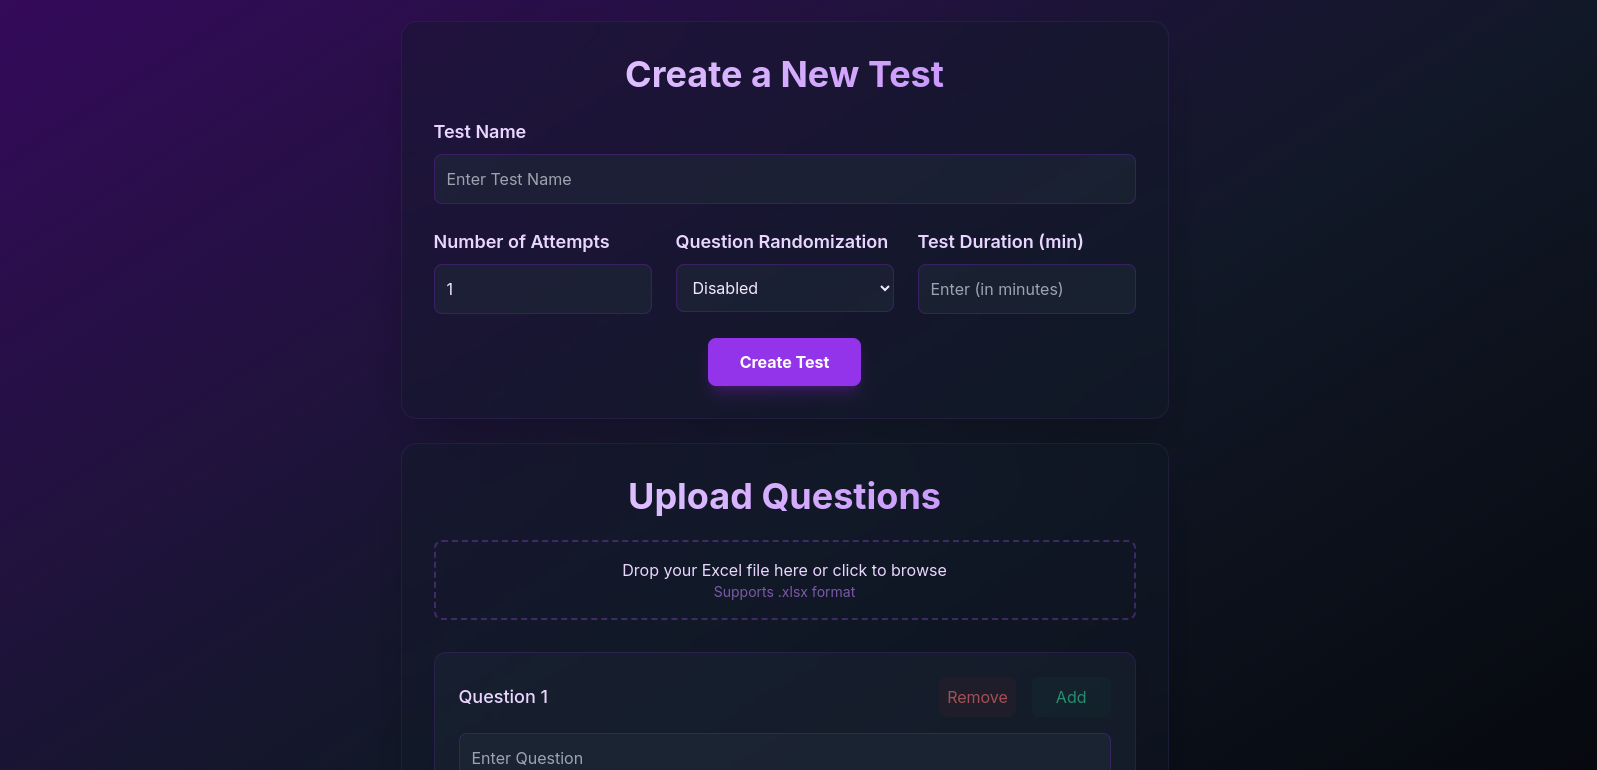 Create a New Test
Test Name
Enter Test Name
Number of Attempts
Question Randomization
Test Duration (min)
1
Disabled
Enter (in minutes)
Create Test
Upload Questions
Drop your Excel file here or click to browse
Supports .xlsx format
Question 1
Remove
Add
Enter Question